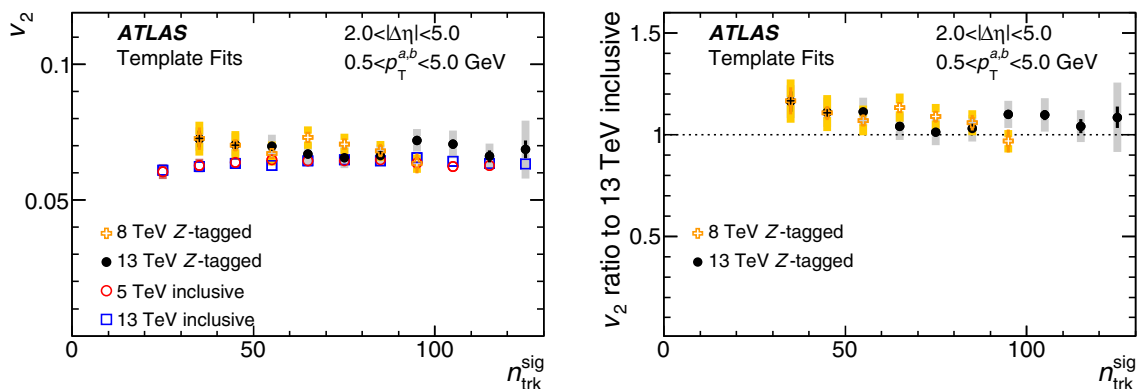 v₂
ATLAS
Template Fits
2.0<|Δη|<5.0
0.5<p_T^{a,b}<5.0 GeV
0.1
0.05
8 TeV Z-tagged
13 TeV Z-tagged
5 TeV inclusive
13 TeV inclusive
0
50
100
n_trk^sig
v₂ ratio to 13 TeV inclusive
ATLAS
Template Fits
2.0<|Δη|<5.0
0.5<p_T^{a,b}<5.0 GeV
1.5
1
0.5
8 TeV Z-tagged
13 TeV Z-tagged
0
50
100
n_trk^sig